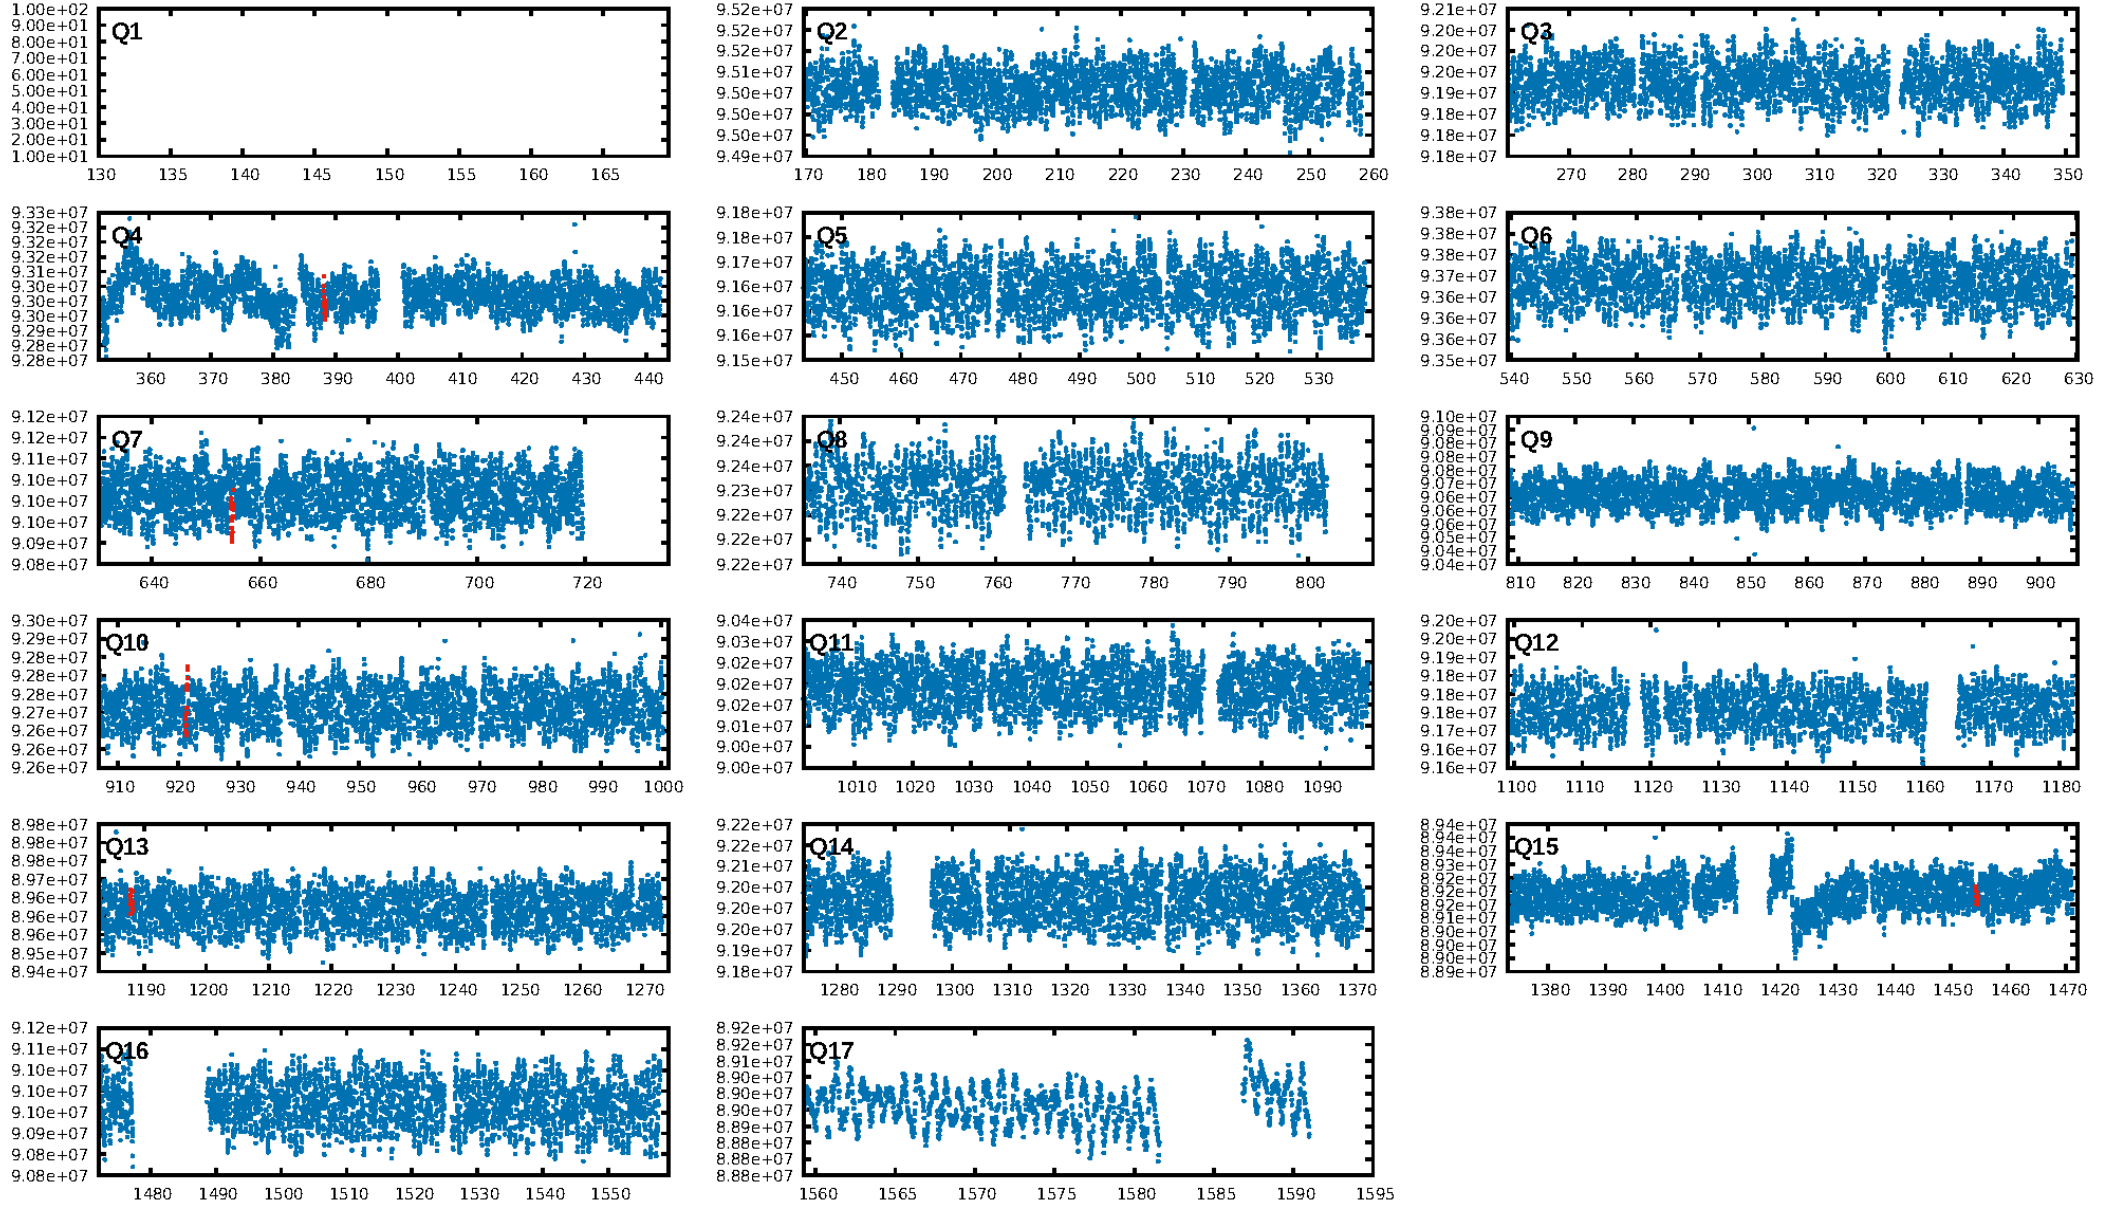 Q1
1.00e+02
9.00e+01
8.00e+01
7.00e+01
6.00e+01
5.00e+01
4.00e+01
3.00e+01
2.00e+01
1.00e+01
130 135 140 145 150 155 160 165
Q2
9.52e+07
9.52e+07
9.52e+07
9.51e+07
9.50e+07
9.50e+07
9.50e+07
9.49e+07
170 180 190 200 210 220 230 240 250 260
Q3
9.21e+07
9.20e+07
9.20e+07
9.19e+07
9.19e+07
9.18e+07
9.18e+07
9.18e+07
270 280 290 300 310 320 330 340 350
Q4
9.33e+07
9.32e+07
9.32e+07
9.32e+07
9.31e+07
9.30e+07
9.30e+07
9.30e+07
9.29e+07
9.28e+07
9.28e+07
360 370 380 390 400 410 420 430 440
Q5
9.18e+07
9.18e+07
9.17e+07
9.16e+07
9.16e+07
9.16e+07
9.16e+07
9.15e+07
450 460 470 480 490 500 510 520 530
Q6
9.38e+07
9.38e+07
9.38e+07
9.37e+07
9.36e+07
9.36e+07
9.36e+07
9.35e+07
540 550 560 570 580 590 600 610 620 630
Q7
9.12e+07
9.12e+07
9.11e+07
9.10e+07
9.10e+07
9.10e+07
9.09e+07
9.08e+07
640 660 680 700 720
Q8
9.24e+07
9.24e+07
9.24e+07
9.23e+07
9.22e+07
9.22e+07
9.22e+07
740 750 760 770 780 790 800
Q9
9.10e+07
9.09e+07
9.08e+07
9.08e+07
9.07e+07
9.06e+07
9.06e+07
9.06e+07
9.05e+07
9.04e+07
9.04e+07
810 820 830 840 850 860 870 880 890 900
Q10
9.30e+07
9.29e+07
9.28e+07
9.28e+07
9.28e+07
9.27e+07
9.26e+07
9.26e+07
9.26e+07
910 920 930 940 950 960 970 980 990 1000
Q11
9.04e+07
9.03e+07
9.02e+07
9.02e+07
9.02e+07
9.01e+07
9.00e+07
9.00e+07
1010 1020 1030 1040 1050 1060 1070 1080 1090
Q12
9.20e+07
9.20e+07
9.19e+07
9.18e+07
9.18e+07
9.17e+07
9.16e+07
9.16e+07
1100 1110 1120 1130 1140 1150 1160 1170 1180
Q13
8.98e+07
8.98e+07
8.98e+07
8.97e+07
8.96e+07
8.96e+07
8.96e+07
8.95e+07
8.94e+07
1190 1200 1210 1220 1230 1240 1250 1260 1270
Q14
9.22e+07
9.22e+07
9.21e+07
9.20e+07
9.20e+07
9.20e+07
9.19e+07
9.18e+07
1280 1290 1300 1310 1320 1330 1340 1350 1360 1370
Q15
8.94e+07
8.94e+07
8.94e+07
8.93e+07
8.92e+07
8.92e+07
8.92e+07
8.91e+07
8.90e+07
8.90e+07
8.90e+07
8.89e+07
1380 1390 1400 1410 1420 1430 1440 1450 1460 1470
Q16
9.12e+07
9.11e+07
9.10e+07
9.10e+07
9.10e+07
9.09e+07
9.08e+07
9.08e+07
1480 1490 1500 1510 1520 1530 1540 1550
Q17
8.92e+07
8.92e+07
8.91e+07
8.90e+07
8.90e+07
8.90e+07
8.89e+07
8.88e+07
8.88e+07
8.88e+07
1560 1565 1570 1575 1580 1585 1590 1595